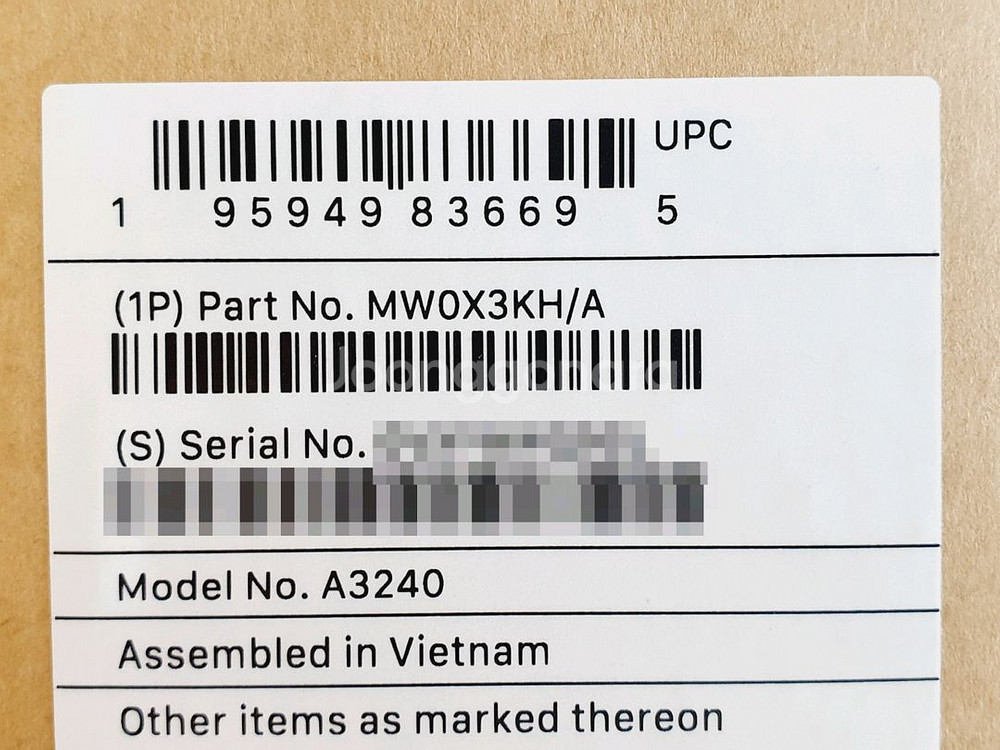 UPC
1 95949 83669 5
(1P) Part No. MW0X3KH/A
Joonggonara
(S) Serial No.
Model No. A3240
Assembled in Vietnam
Other items as marked thereon